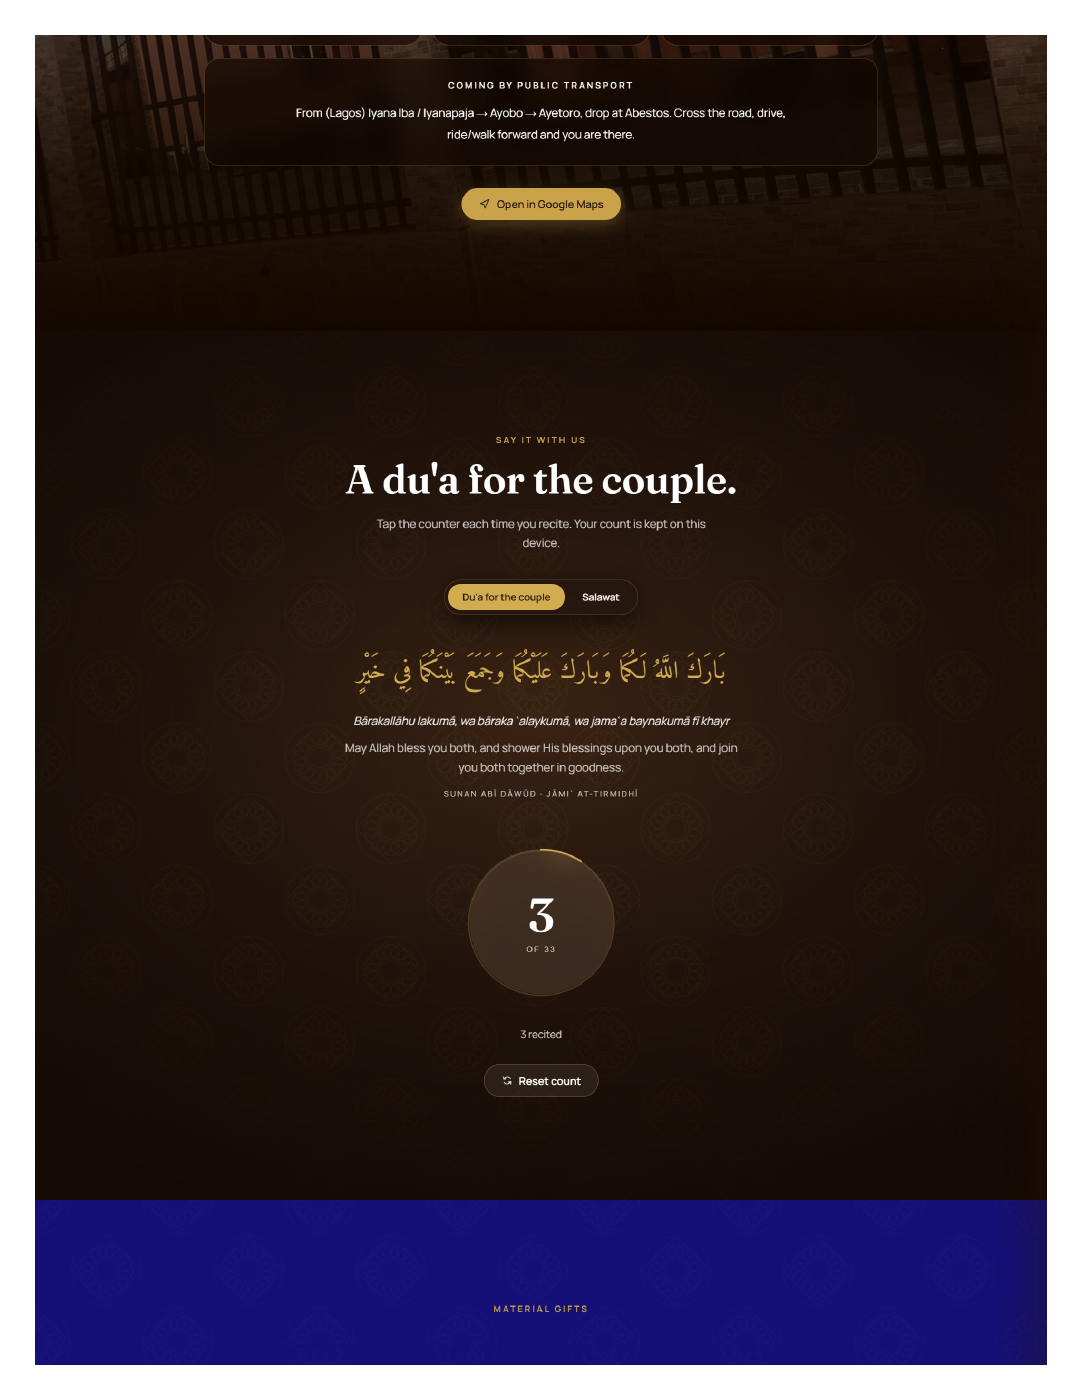 COMING BY PUBLIC TRANSPORT
From (Lagos) Iyana Iba / Iyanapaja → Ayobo → Ayetoro, drop at Abestos. Cross the road, drive,
ride/walk forward and you are there.
Open in Google Maps
SAY IT WITH US
A du'a for the couple.
Tap the counter each time you recite. Your count is kept on this
device.
Du'a for the couple
Salawat
بَارَكَ اللَّهُ لَكُمَا وَبَارَكَ عَلَيْكُمَا وَجَمَعَ بَيْنَكُمَا فِي خَيْرٍ
Bārakallāhu lakumā, wa bāraka ʿalaykumā, wa jamaʿa baynakumā fī khayr
May Allah bless you both, and shower His blessings upon you both, and join
you both together in goodness.
SUNAN ABĪ DĀWŪD · JĀMIʿ AT-TIRMIDHĪ
3
OF 33
3 recited
Reset count
MATERIAL GIFTS